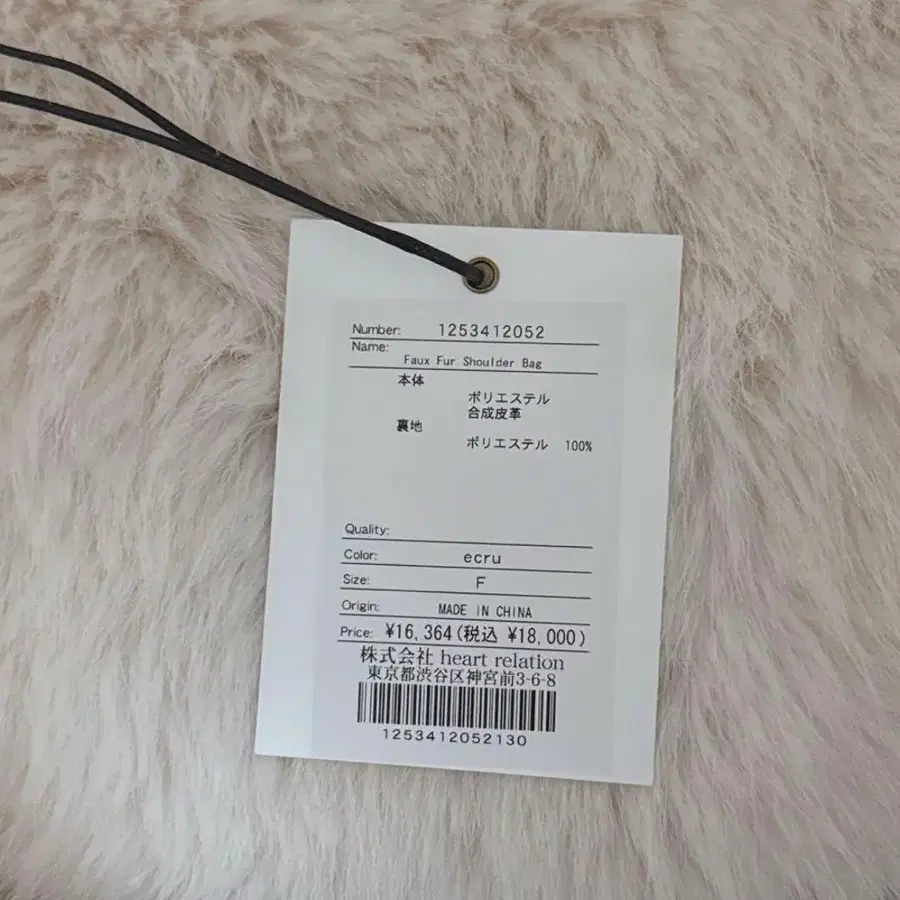 Number: 1253412052
Name:
Faux Fur Shoulder Bag
本体
ポリエステル
合成皮革
裏地
ポリエステル 100%
Quality:
Color: ecru
Size: F
Origin: MADE IN CHINA
Price: ¥16,364(税込 ¥18,000)
株式会社 heart relation
東京都渋谷区神宮前3-6-8
1253412052130